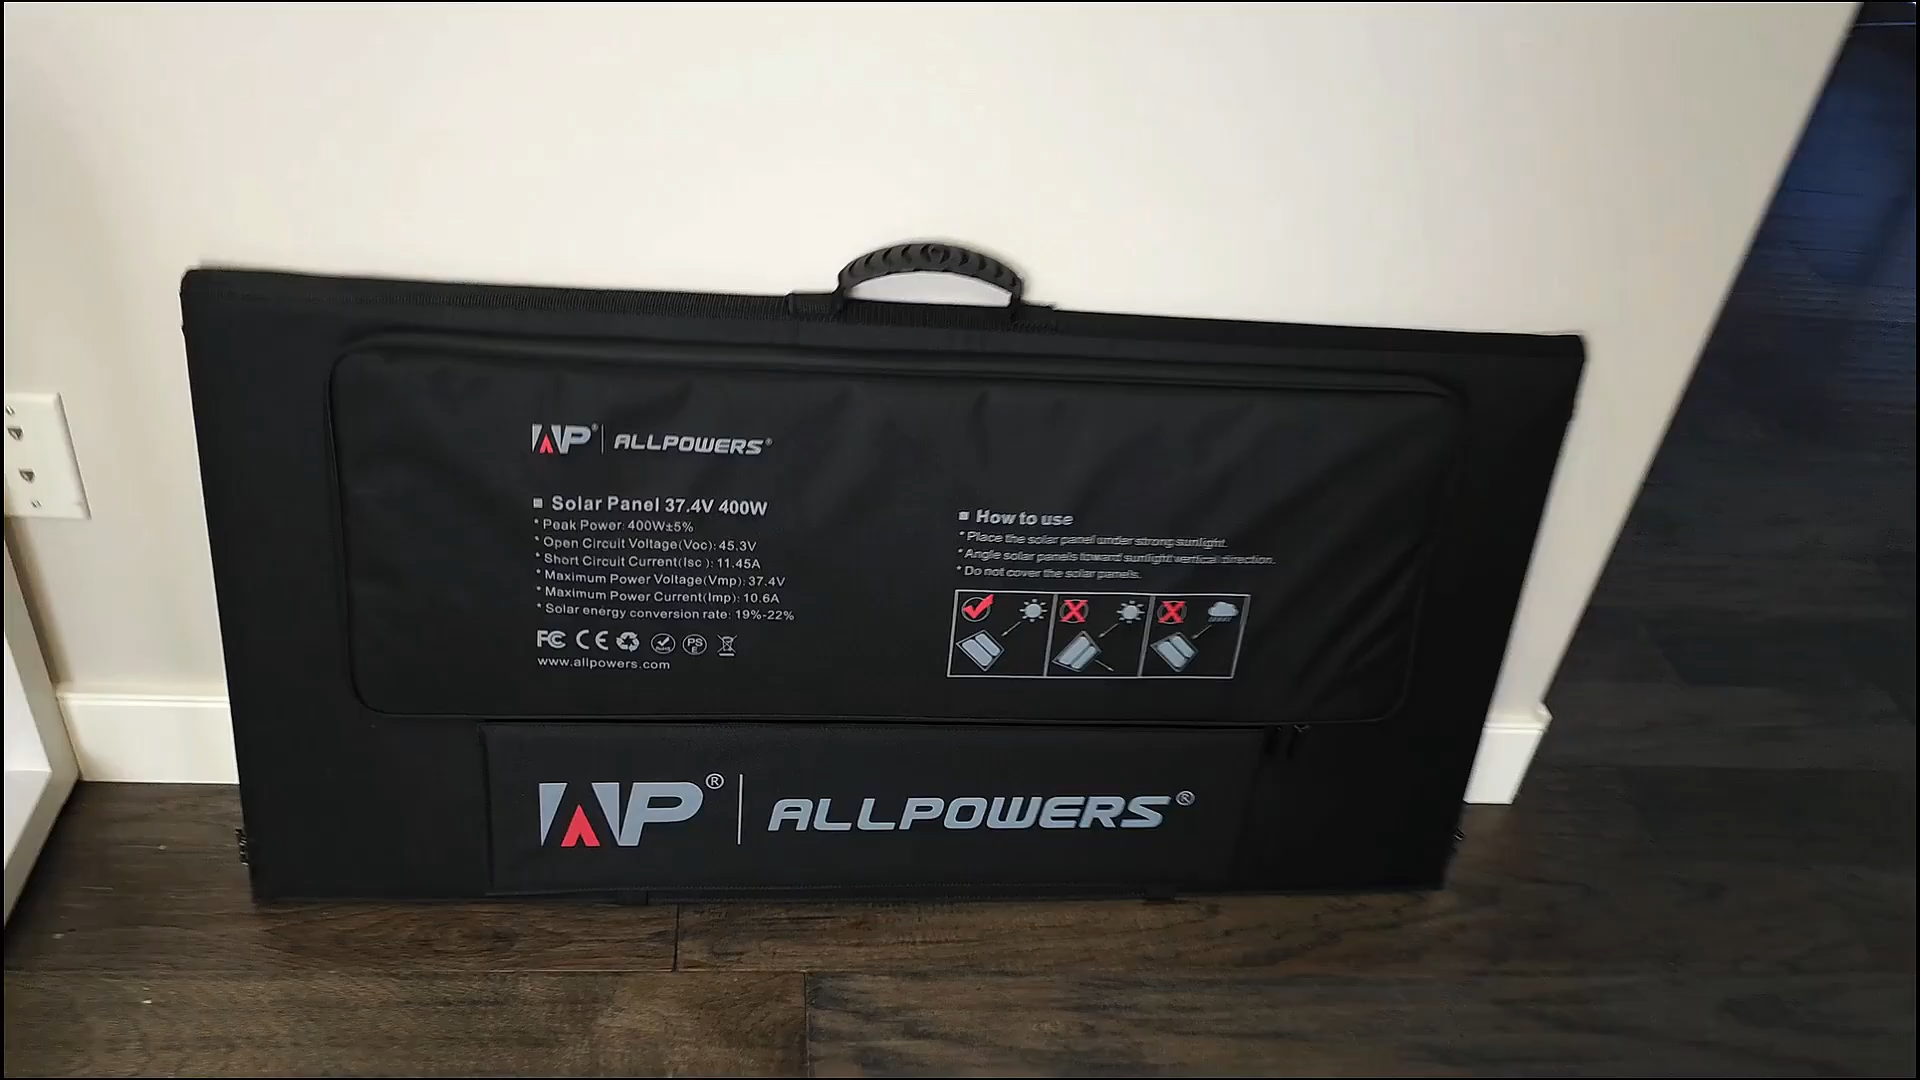 AP® | ALLPOWERS®
■ Solar Panel 37.4V 400W
* Peak Power: 400W±5%
* Open Circuit Voltage(Voc): 45.3V
* Short Circuit Current(Isc ): 11.45A
* Maximum Power Voltage(Vmp): 37.4V
* Maximum Power Current(Imp): 10.6A
* Solar energy conversion rate: 19%-22%
FC CE RoHS PSE
www.allpowers.com
■ How to use
* Place the solar panel under strong sunlight.
* Angle solar panels toward sunlight vertical direction.
* Do not cover the solar panels.
AP® | ALLPOWERS®